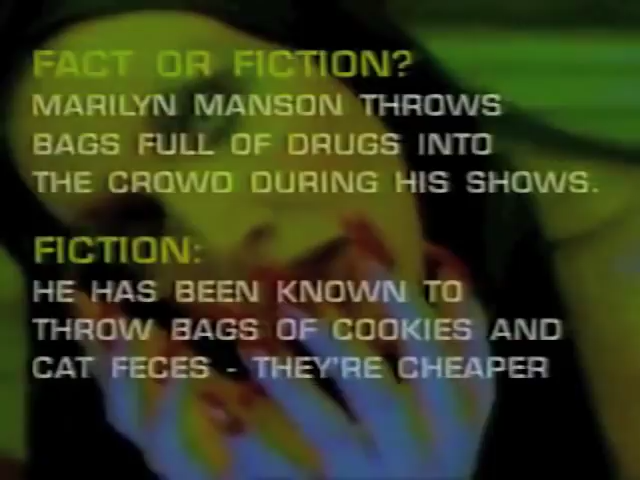 FACT OR FICTION?
MARILYN MANSON THROWS
BAGS FULL OF DRUGS INTO
THE CROWD DURING HIS SHOWS.
FICTION:
HE HAS BEEN KNOWN TO
THROW BAGS OF COOKIES AND
CAT FECES - THEY'RE CHEAPER